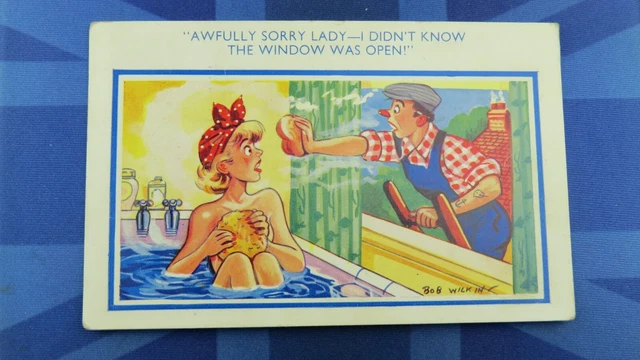 "AWFULLY SORRY LADY—I DIDN'T KNOW
THE WINDOW WAS OPEN!"
BOB WILKIN